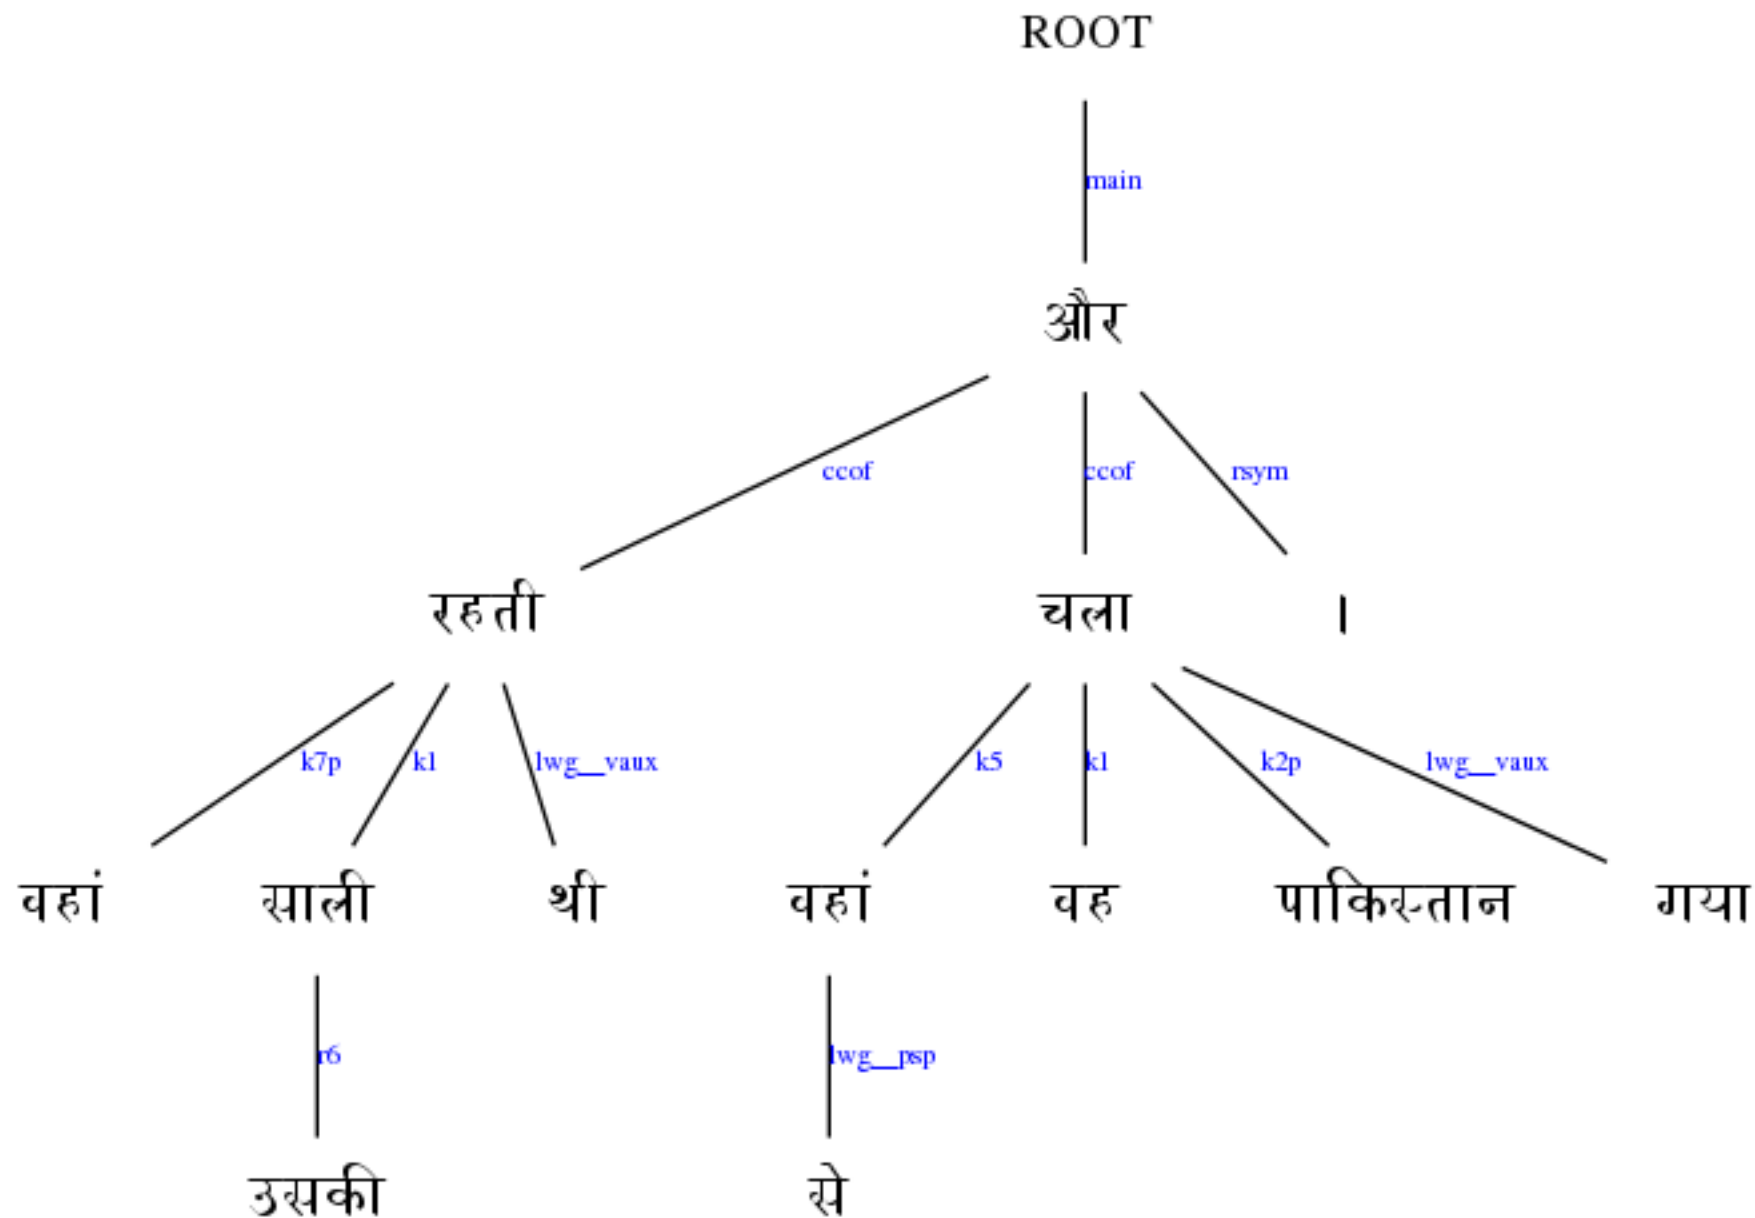 ROOT
main
और
ccof ccof rsym
रहती चला ।
k7p k1 lwg__vaux k5 k1 k2p lwg__vaux
वहां साली थी वहां वह पाकिस्तान गया
r6 lwg__psp
उसकी से